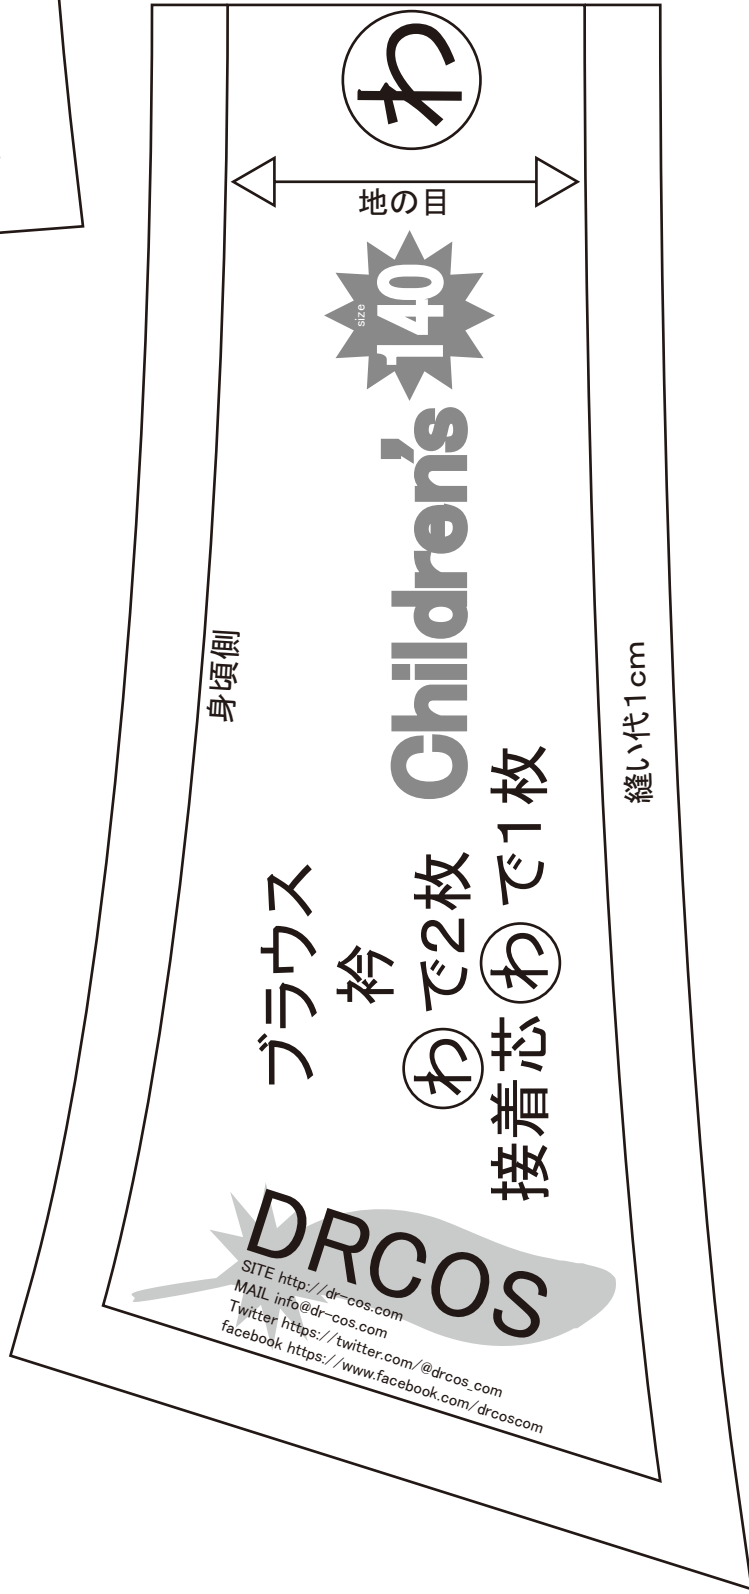 わ
地の目
size
140
Children's
身頃側
縫い代1cm
ブラウス
衿
わで2枚
接着芯わで1枚
DRCOS
SITE http://dr-cos.com
MAIL info@dr-cos.com
Twitter https://twitter.com/@drcos_com
facebook https://www.facebook.com/drcoscom